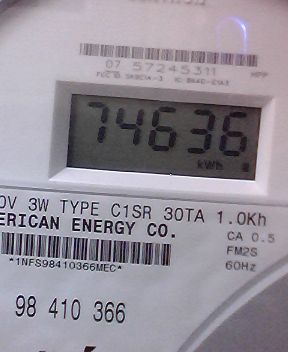 07 57245311
74636
kWh
0V 3W TYPE C1SR 30TA 1.0Kh
ERICAN ENERGY CO.
CA 0.5
FM2S
60Hz
*1NFS98410366MEC*
98 410 366